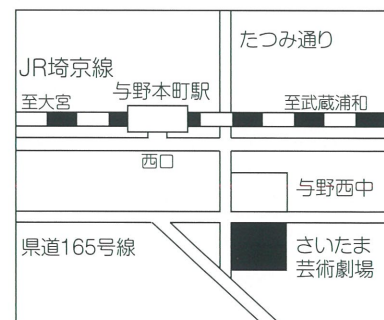 たつみ通り
JR埼京線
与野本町駅
至大宮
至武蔵浦和
西口
与野西中
県道165号線
さいたま
芸術劇場